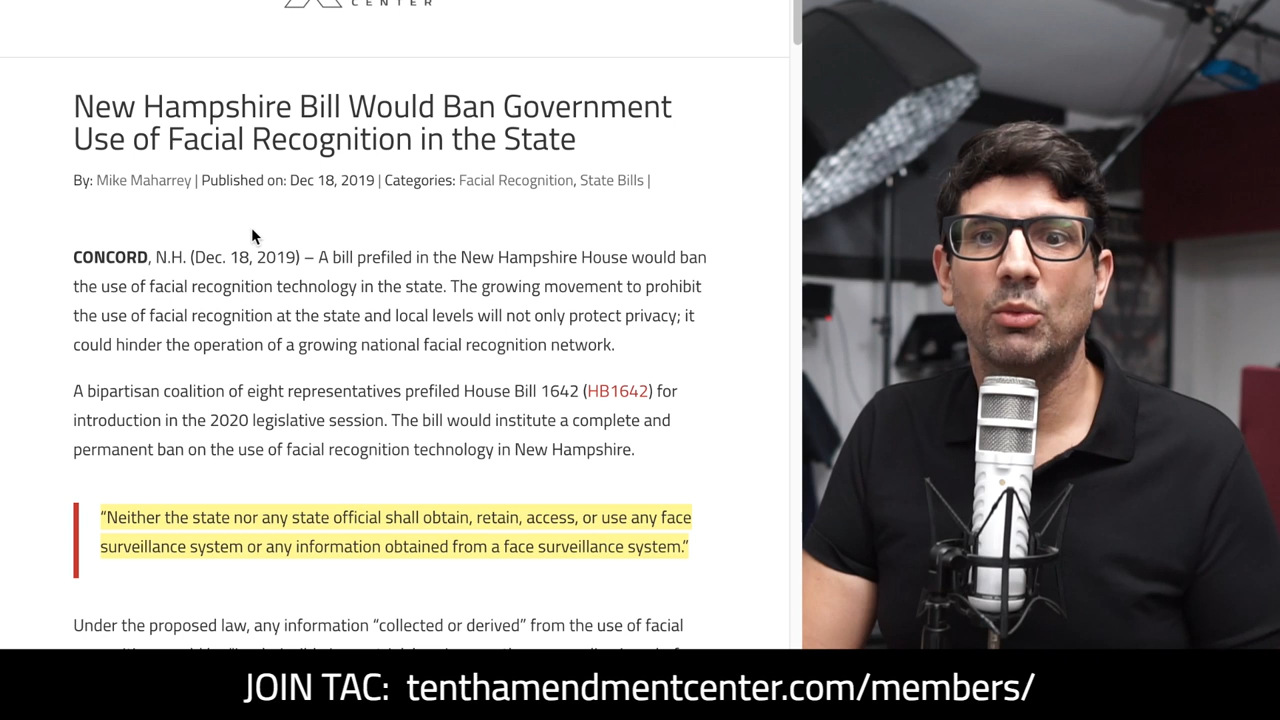 CENTER
New Hampshire Bill Would Ban Government
Use of Facial Recognition in the State
By: Mike Maharrey | Published on: Dec 18, 2019 | Categories: Facial Recognition, State Bills |
CONCORD, N.H. (Dec. 18, 2019) – A bill prefiled in the New Hampshire House would ban
the use of facial recognition technology in the state. The growing movement to prohibit
the use of facial recognition at the state and local levels will not only protect privacy; it
could hinder the operation of a growing national facial recognition network.
A bipartisan coalition of eight representatives prefiled House Bill 1642 (HB1642) for
introduction in the 2020 legislative session. The bill would institute a complete and
permanent ban on the use of facial recognition technology in New Hampshire.
“Neither the state nor any state official shall obtain, retain, access, or use any face
surveillance system or any information obtained from a face surveillance system.”
Under the proposed law, any information “collected or derived” from the use of facial
JOIN TAC: tenthamendmentcenter.com/members/